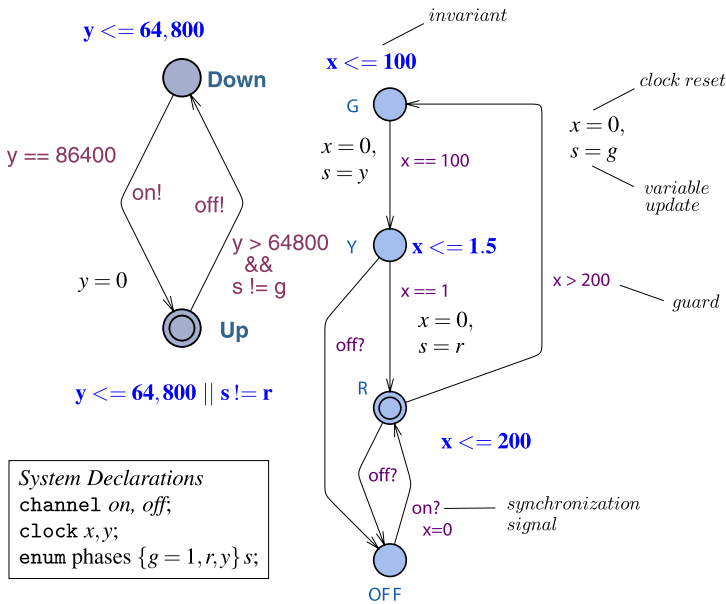 invariant
y <= 64,800
x <= 100
Down
clock reset
G
x = 0,
s = g
x = 0,
s = y
x == 100
y == 86400
on!
off!
variable
update
y > 64800
&&
s != g
Y
x <= 1.5
y = 0
x == 1
x > 200
guard
x = 0,
s = r
Up
off?
R
y <= 64,800 || s != r
x <= 200
System Declarations
channel on, off;
clock x, y;
enum phases {g = 1, r, y} s;
off?
on?
x=0
synchronization
signal
OFF